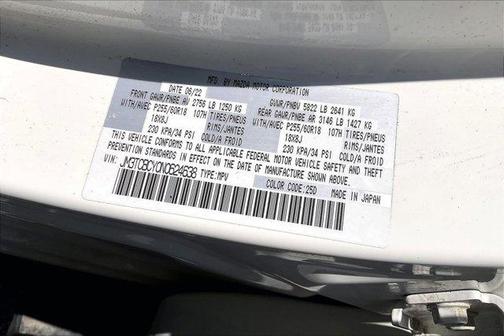 MFD. BY MAZDA MOTOR CORPORATION
DATE 06/22 GVWR/PNBV 5822 LB 2641 KG
FRONT GAWR/PNBE AV 2756 LB 1250 KG REAR GAWR/PNBE AR 3146 LB 1427 KG
WITH/AVEC P255/60R18 107H TIRES/PNEUS WITH/AVEC P255/60R18 107H TIRES/PNEUS
18X8J RIMS/JANTES 18X8J RIMS/JANTES
230 KPA/34 PSI COLD/A FROID 230 KPA/34 PSI COLD/A FROID
THIS VEHICLE CONFORMS TO ALL APPLICABLE FEDERAL MOTOR VEHICLE SAFETY AND THEFT
PREVENTION STANDARDS IN EFFECT ON THE DATE OF MANUFACTURE SHOWN ABOVE.
VIN: JM3TCBCY0N0624638 TYPE:MPV
COLOR CODE:25D MADE IN JAPAN